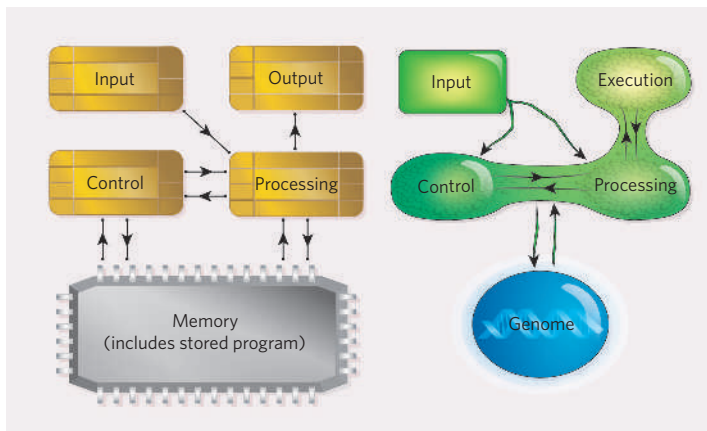 Input
Output
Control
Processing
Memory
(includes stored program)
Input
Execution
Control
Processing
Genome